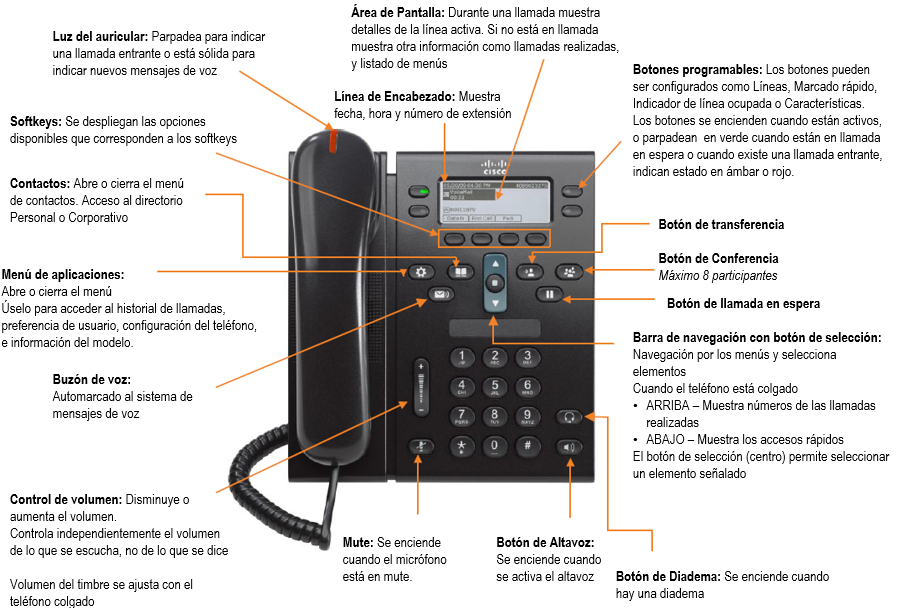 Luz del auricular: Parpadea para indicar
una llamada entrante o está sólida para
indicar nuevos mensajes de voz
Área de Pantalla: Durante una llamada muestra
detalles de la línea activa. Si no está en llamada
muestra otra información como llamadas realizadas,
y listado de menús
Línea de Encabezado: Muestra
fecha, hora y número de extensión
Botones programables: Los botones pueden
ser configurados como Líneas, Marcado rápido,
Indicador de línea ocupada o Características.
Los botones se encienden cuando están activos,
o parpadean en verde cuando están en llamada
en espera o cuando existe una llamada entrante,
indican estado en ámbar o rojo.
Softkeys: Se despliegan las opciones
disponibles que corresponden a los softkeys
Contactos: Abre o cierra el menú
de contactos. Acceso al directorio
Personal o Corporativo
CISCO
VoiceMail
Botón de transferencia
Botón de Conferencia
Máximo 8 participantes
Botón de llamada en espera
Menú de aplicaciones:
Abre o cierra el menú
Úselo para acceder al historial de llamadas,
preferencia de usuario, configuración del teléfono,
e información del modelo.
Barra de navegación con botón de selección:
Navegación por los menús y selecciona
elementos
Cuando el teléfono está colgado
• ARRIBA – Muestra números de las llamadas
realizadas
• ABAJO – Muestra los accesos rápidos
El botón de selección (centro) permite seleccionar
un elemento señalado
Buzón de voz:
Automarcado al sistema de
mensajes de voz
+
-
1 2 3
ABC DEF
4 5 6
GHI JKL MNO
7 8 9
PQRS TUV WXYZ
* 0 #
Control de volumen: Disminuye o
aumenta el volumen.
Controla independientemente el volumen
de lo que se escucha, no de lo que se dice
Volumen del timbre se ajusta con el
teléfono colgado
Mute: Se enciende
cuando el micrófono
está en mute.
Botón de Altavoz:
Se enciende cuando
se activa el altavoz
Botón de Diadema: Se enciende cuando
hay una diadema